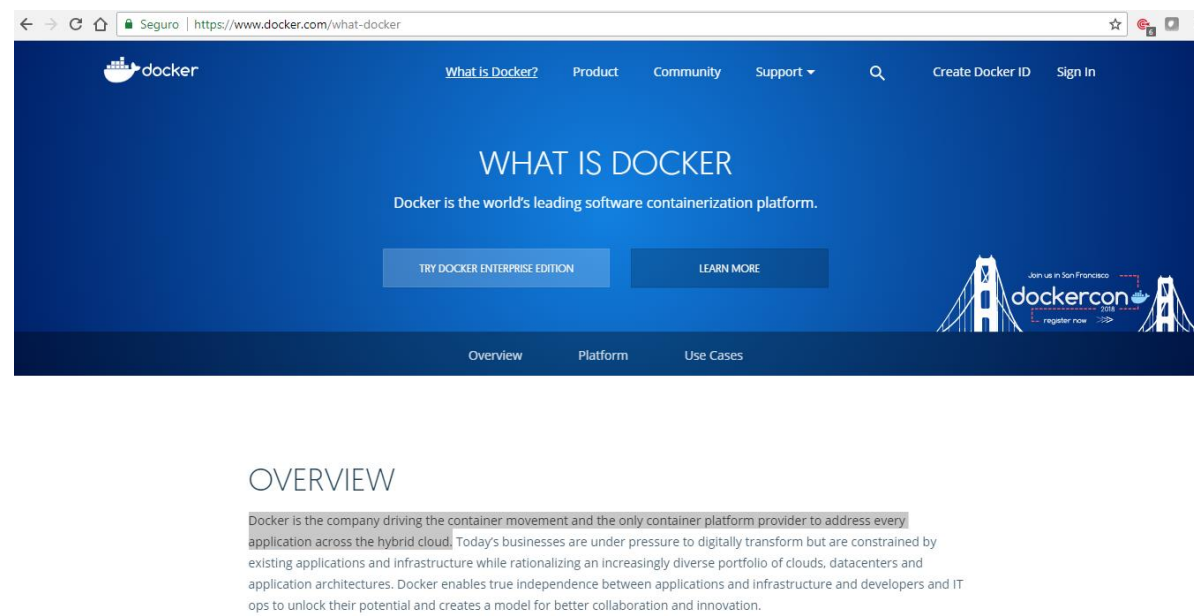 Seguro | https://www.docker.com/what-docker
6
docker
What is Docker? Product Community Support Create Docker ID Sign In
WHAT IS DOCKER
Docker is the world's leading software containerization platform.
TRY DOCKER ENTERPRISE EDITION LEARN MORE
Join us in San Francisco
dockercon
2018
register now >>>
Overview Platform Use Cases
OVERVIEW
Docker is the company driving the container movement and the only container platform provider to address every
application across the hybrid cloud. Today's businesses are under pressure to digitally transform but are constrained by
existing applications and infrastructure while rationalizing an increasingly diverse portfolio of clouds, datacenters and
application architectures. Docker enables true independence between applications and infrastructure and developers and IT
ops to unlock their potential and creates a model for better collaboration and innovation.